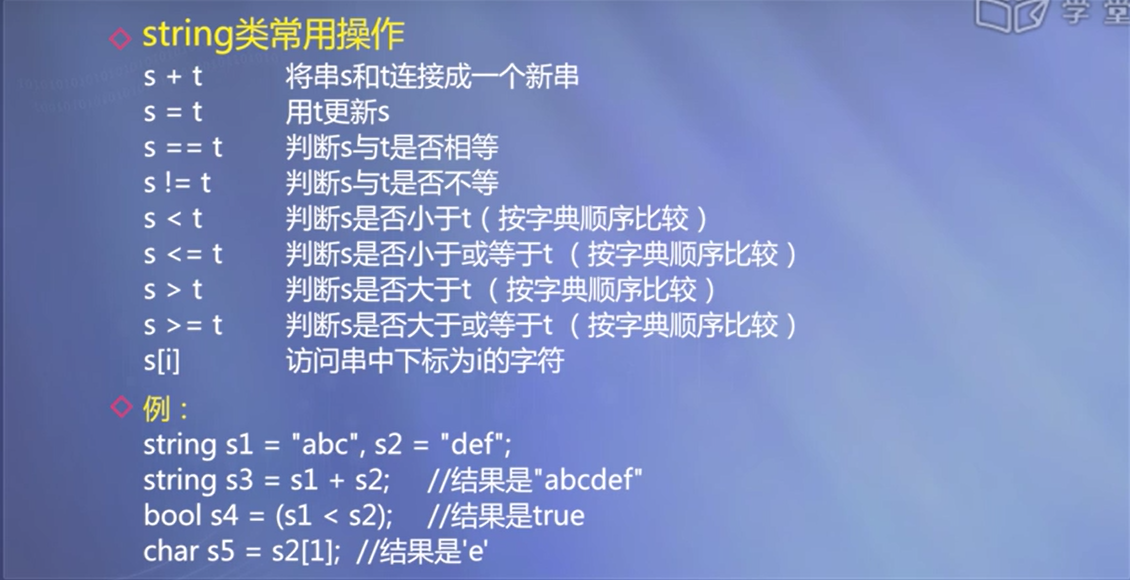 学堂
string类常用操作
s + t 将串s和t连接成一个新串
s = t 用t更新s
s == t 判断s与t是否相等
s != t 判断s与t是否不等
s < t 判断s是否小于t（按字典顺序比较）
s <= t 判断s是否小于或等于t （按字典顺序比较）
s > t 判断s是否大于t （按字典顺序比较）
s >= t 判断s是否大于或等于t （按字典顺序比较）
s[i] 访问串中下标为i的字符
例：
string s1 = "abc", s2 = "def";
string s3 = s1 + s2; //结果是"abcdef"
bool s4 = (s1 < s2); //结果是true
char s5 = s2[1]; //结果是'e'